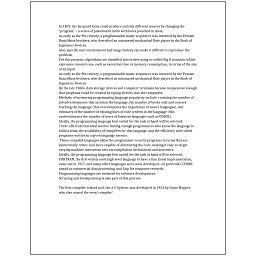 In 1801, the Jacquard loom could produce entirely different weaves by changing the
"program" – a series of pasteboard cards with holes punched in them.
As early as the 9th century, a programmable music sequencer was invented by the Persian
Banu Musa brothers, who described an automated mechanical flute player in the Book of
Ingenious Devices.
Also, specific user environment and usage history can make it difficult to reproduce the
problem.
For this purpose, algorithms are classified into orders using so-called Big O notation, which
expresses resource use, such as execution time or memory consumption, in terms of the size
of an input.
As early as the 9th century, a programmable music sequencer was invented by the Persian
Banu Musa brothers, who described an automated mechanical flute player in the Book of
Ingenious Devices.
By the late 1960s, data storage devices and computer terminals became inexpensive enough
that programs could be created by typing directly into the computers.
Methods of measuring programming language popularity include: counting the number of
job advertisements that mention the language, the number of books sold and courses
teaching the language (this overestimates the importance of newer languages), and
estimates of the number of existing lines of code written in the language (this
underestimates the number of users of business languages such as COBOL).
Ideally, the programming language best suited for the task at hand will be selected.
Trade-offs from this ideal involve finding enough programmers who know the language to
build a team, the availability of compilers for that language, and the efficiency with which
programs written in a given language execute.
These compiled languages allow the programmer to write programs in terms that are
syntactically richer, and more capable of abstracting the code, making it easy to target
varying machine instruction sets via compilation declarations and heuristics.
Ideally, the programming language best suited for the task at hand will be selected.
FORTRAN, the first widely used high-level language to have a functional implementation,
came out in 1957, and many other languages were soon developed—in particular, COBOL
aimed at commercial data processing, and Lisp for computer research.
Programming languages are essential for software development.
Scripting and breakpointing is also part of this process.
The first compiler related tool, the A-0 System, was developed in 1952 by Grace Hopper,
who also coined the term 'compiler'.